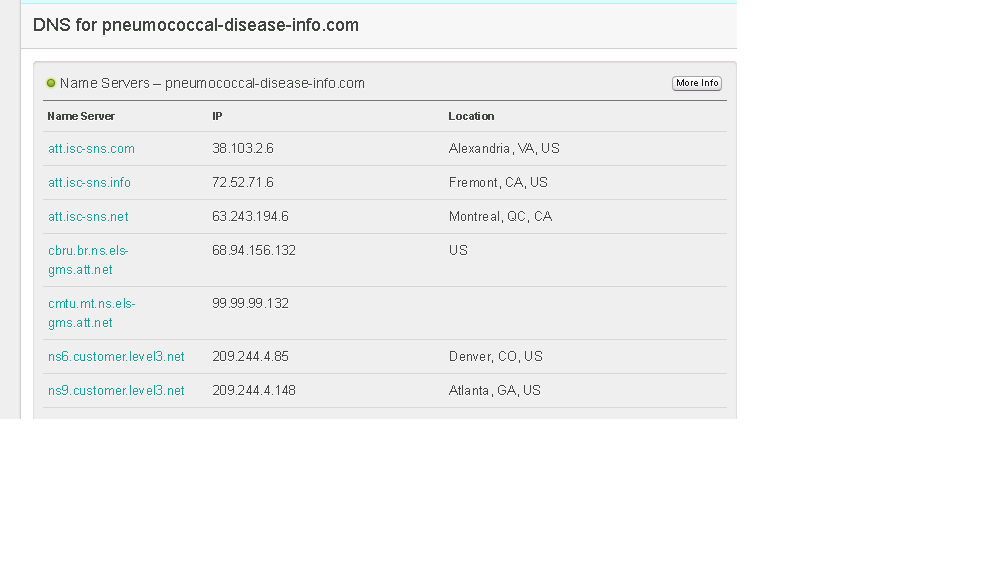 DNS for pneumococcal-disease-info.com
Name Servers – pneumococcal-disease-info.com
More Info
Name Server IP Location
att.isc-sns.com 38.103.2.6 Alexandria, VA, US
att.isc-sns.info 72.52.71.6 Fremont, CA, US
att.isc-sns.net 63.243.194.6 Montreal, QC, CA
cbru.br.ns.els- 68.94.156.132 US
gms.att.net
cmtu.mt.ns.els- 99.99.99.132
gms.att.net
ns6.customer.level3.net 209.244.4.85 Denver, CO, US
ns9.customer.level3.net 209.244.4.148 Atlanta, GA, US